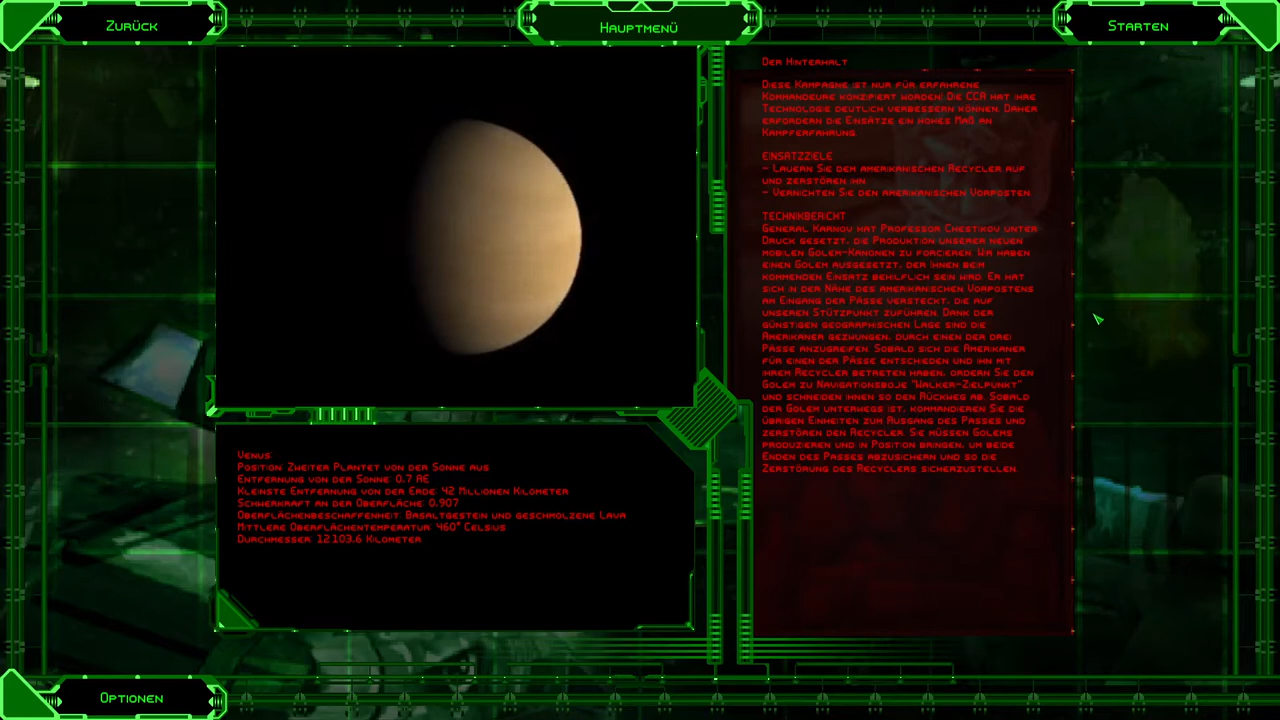 Zurück
Hauptmenü
Starten
Der Hinterhalt
Diese Kampagne ist nur für erfahrene
Kommandeure konzipiert worden! Die CCA hat ihre
Technologie deutlich verbessern können. Daher
erfordern die Einsätze ein hohes Maß an
Kampferfahrung.
EINSATZZIELE
- Lauern Sie dem amerikanischen Recycler auf
und zerstören ihn.
- Vernichten Sie den amerikanischen Vorposten.
TECHNIKBERICHT
General Karnov hat Professor Chestikov unter
Druck gesetzt, die Produktion unserer neuen
mobilen Golem-Kanonen zu forcieren. Wir haben
einen Golem ausgesetzt, der Ihnen beim
kommenden Einsatz behilflich sein wird. Er hat
sich in der Nähe des amerikanischen Vorpostens
am Eingang der Pässe versteckt, die auf
unseren Stützpunkt zuführen. Dank der
günstigen geographischen Lage sind die
Amerikaner gezwungen, durch einen der drei
Pässe anzugreifen. Sobald sich die Amerikaner
für einen der Pässe entschieden und ihn mit
ihrem Recycler betreten haben, ordern Sie den
Golem zu Navigationsboje "Walker-Zielpunkt"
und schneiden ihnen so den Rückweg ab. Sobald
der Golem unterwegs ist, kommandieren Sie die
übrigen Einheiten zum Ausgang des Passes und
zerstören den Recycler. Sie müssen Golems
produzieren und in Position bringen, um beide
Enden des Passes abzusichern und so die
Zerstörung des Recyclers sicherzustellen.
Venus
Position: Zweiter Plantet von der Sonne aus
Entfernung von der Sonne: 0.7 AE
Kleinste Entfernung von der Erde: 42 Millionen Kilometer
Schwerkraft an der Oberfläche: 0.907
Oberflächenbeschaffenheit: Basaltgestein und geschmolzene Lava
Mittlere Oberflächentemperatur: 460° Celsius
Durchmesser: 12103.6 Kilometer
Optionen